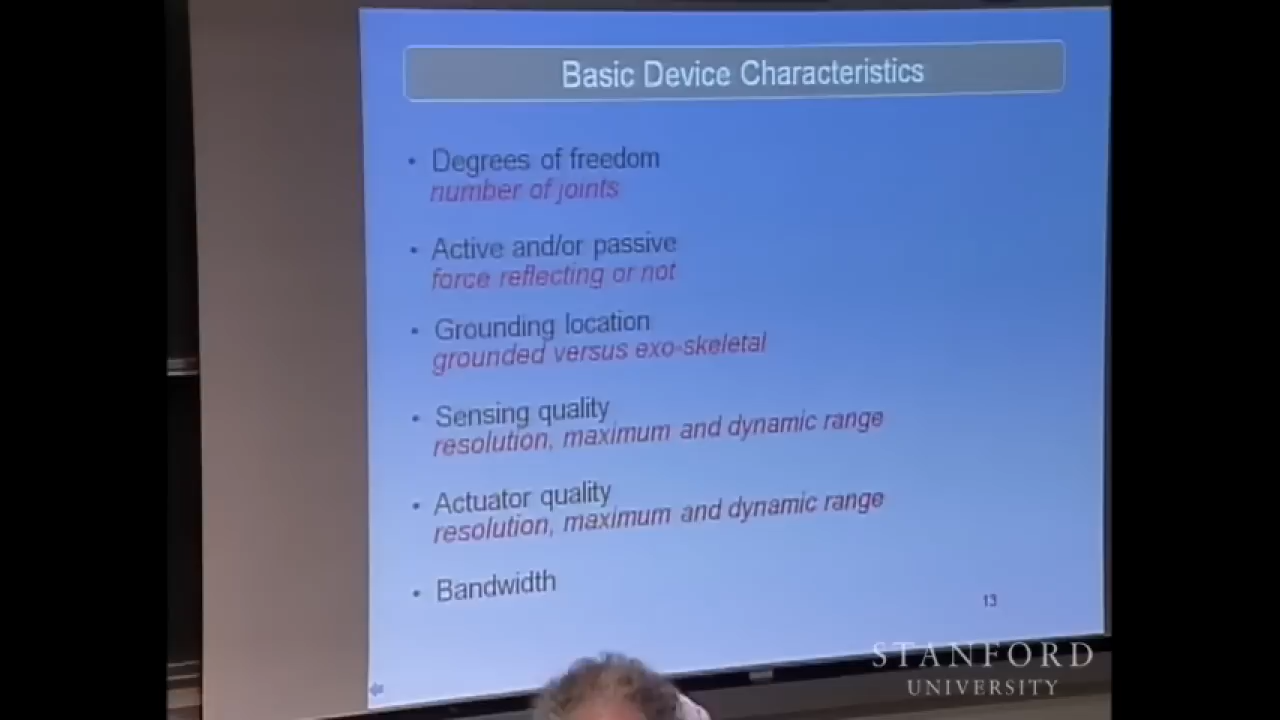 Basic Device Characteristics
• Degrees of freedom
number of joints
• Active and/or passive
force reflecting or not
• Grounding location
grounded versus exo-skeletal
• Sensing quality
resolution, maximum and dynamic range
• Actuator quality
resolution, maximum and dynamic range
• Bandwidth
13
STANFORD
UNIVERSITY